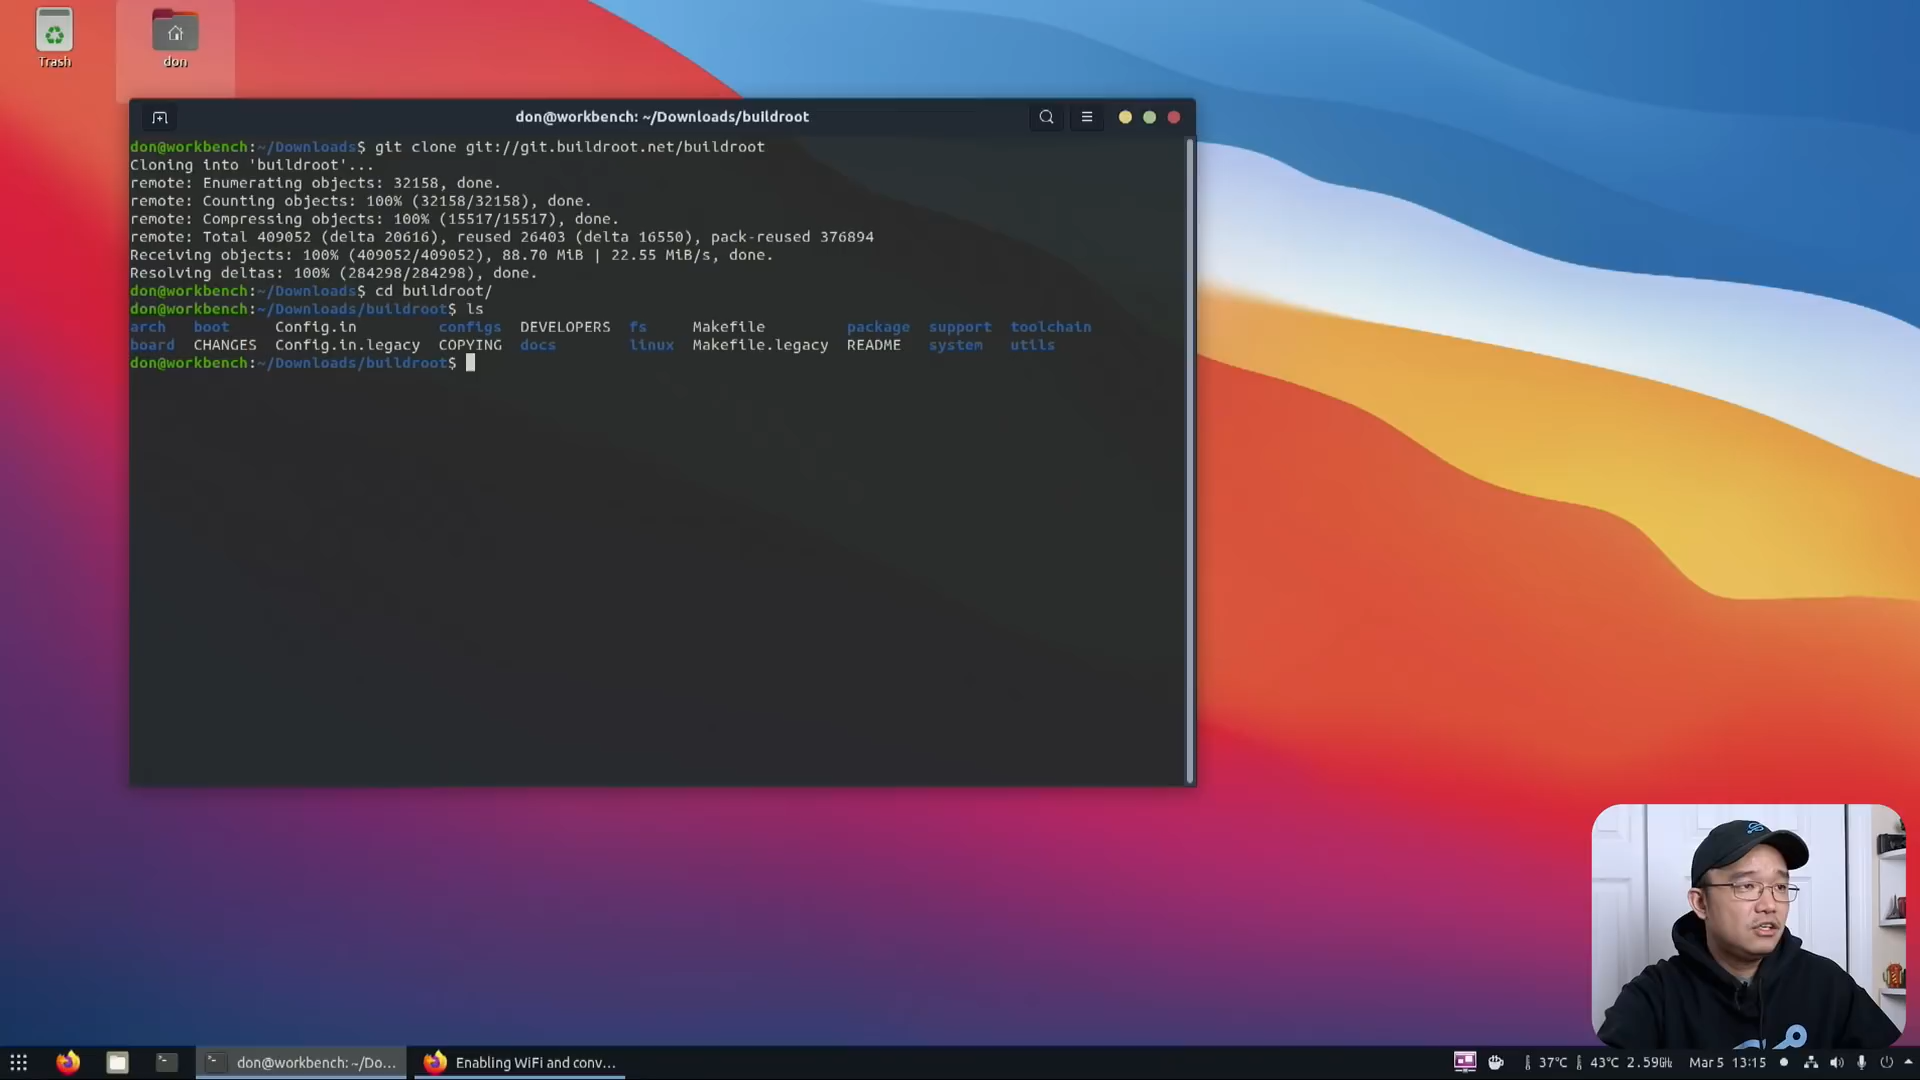 Trash
don
don@workbench: ~/Downloads/buildroot
don@workbench:~/Downloads$ git clone git://git.buildroot.net/buildroot
Cloning into 'buildroot'...
remote: Enumerating objects: 32158, done.
remote: Counting objects: 100% (32158/32158), done.
remote: Compressing objects: 100% (15517/15517), done.
remote: Total 409052 (delta 20616), reused 26403 (delta 16550), pack-reused 376894
Receiving objects: 100% (409052/409052), 88.70 MiB | 22.55 MiB/s, done.
Resolving deltas: 100% (284298/284298), done.
don@workbench:~/Downloads$ cd buildroot/
don@workbench:~/Downloads/buildroot$ ls
arch boot Config.in configs DEVELOPERS fs Makefile package support toolchain
board CHANGES Config.in.legacy COPYING docs linux Makefile.legacy README system utils
don@workbench:~/Downloads/buildroot$
don@workbench: ~/Do... Enabling WiFi and conv... 37°C 43°C 2.59GHz Mar 5 13:15